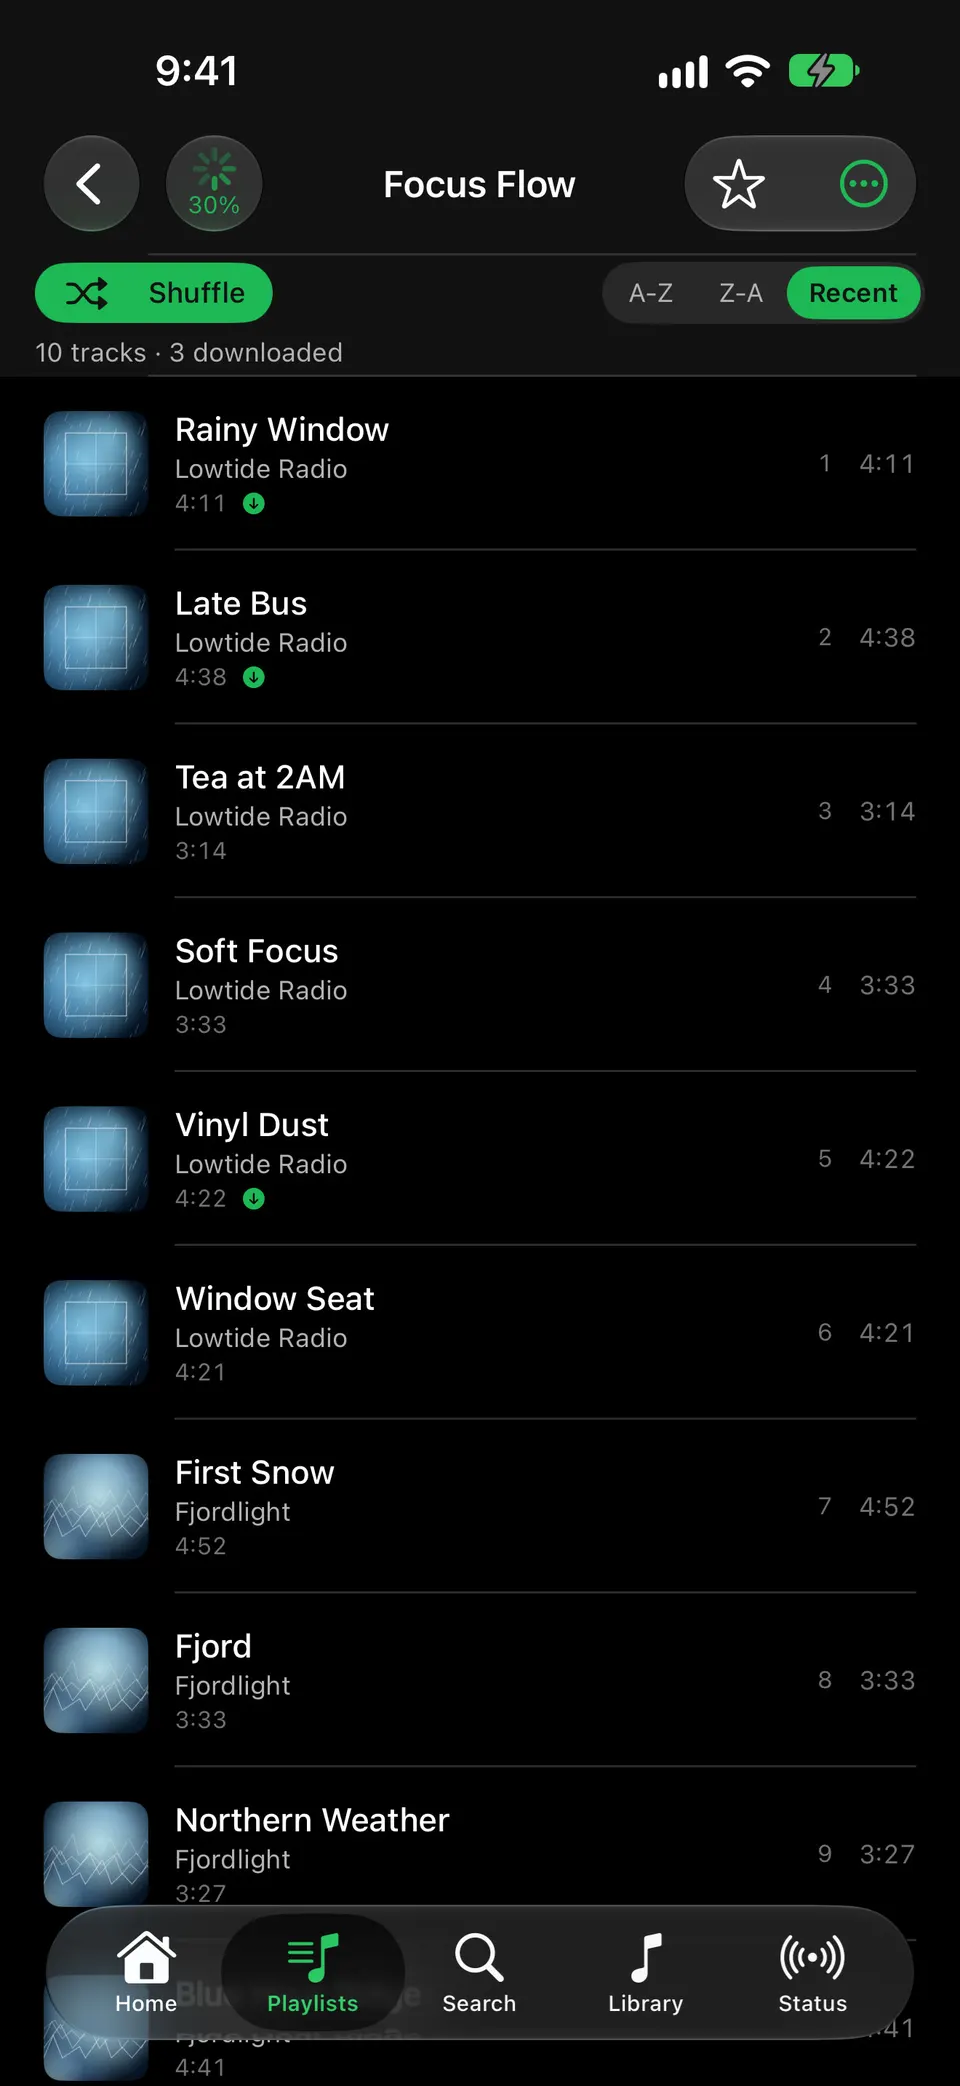 9:41
30%
Focus Flow
Shuffle
A-Z Z-A Recent
10 tracks · 3 downloaded
Rainy Window
Lowtide Radio
4:11
1 4:11
Late Bus
Lowtide Radio
4:38
2 4:38
Tea at 2AM
Lowtide Radio
3:14
3 3:14
Soft Focus
Lowtide Radio
3:33
4 3:33
Vinyl Dust
Lowtide Radio
4:22
5 4:22
Window Seat
Lowtide Radio
4:21
6 4:21
First Snow
Fjordlight
4:52
7 4:52
Fjord
Fjordlight
3:33
8 3:33
Northern Weather
Fjordlight
3:27
9 3:27
Fjordlight
4:41
Home Playlists Search Library Status